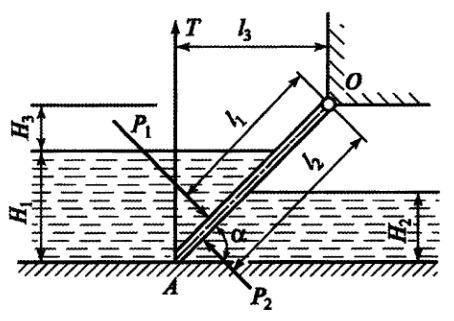 T
l₃
O
H₃
P₁
l₁
l₂
H₁
α
H₂
A
P₂